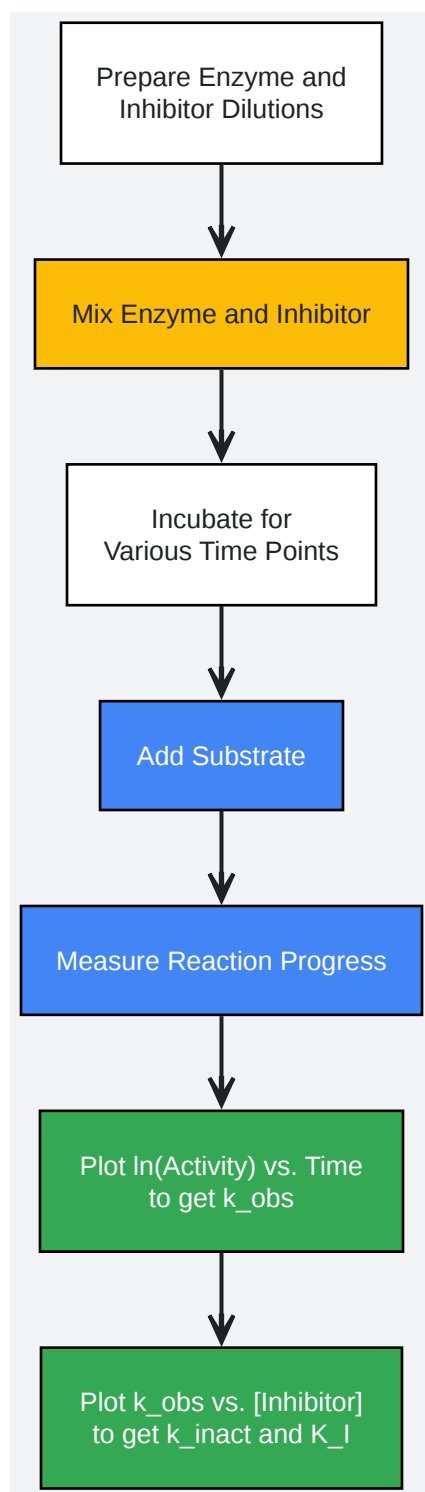 Prepare Enzyme and
Inhibitor Dilutions
Mix Enzyme and Inhibitor
Incubate for
Various Time Points
Add Substrate
Measure Reaction Progress
Plot ln(Activity) vs. Time
to get k_obs
Plot k_obs vs. [Inhibitor]
to get k_inact and K_I